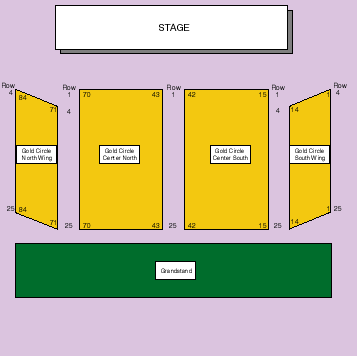 STAGE
Row
4
84
71
Row
1
4
70
43
Row
1
42
15
Row
1
4
14
1
Row
4
Gold Circle
North Wing
Gold Circle
Center North
Gold Circle
Center South
Gold Circle
South Wing
25
84
71
25
70
43
25
42
15
25
14
1
25
Grandstand